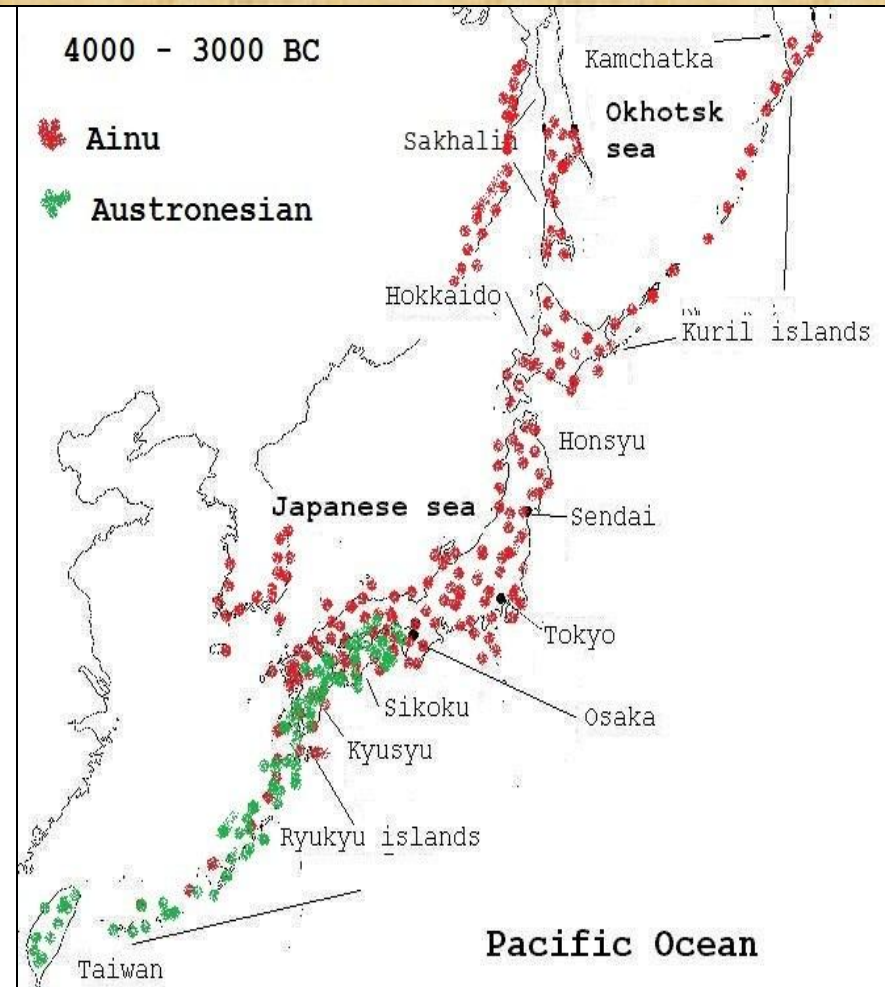 4000 - 3000 BC
Kamchatka
Ainu
Okhotsk
sea
Sakhalin
Austronesian
Hokkaido
Kuril islands
Honsyu
Japanese sea
Sendai
Tokyo
Sikoku
Osaka
Kyusyu
Ryukyu islands
Pacific Ocean
Taiwan